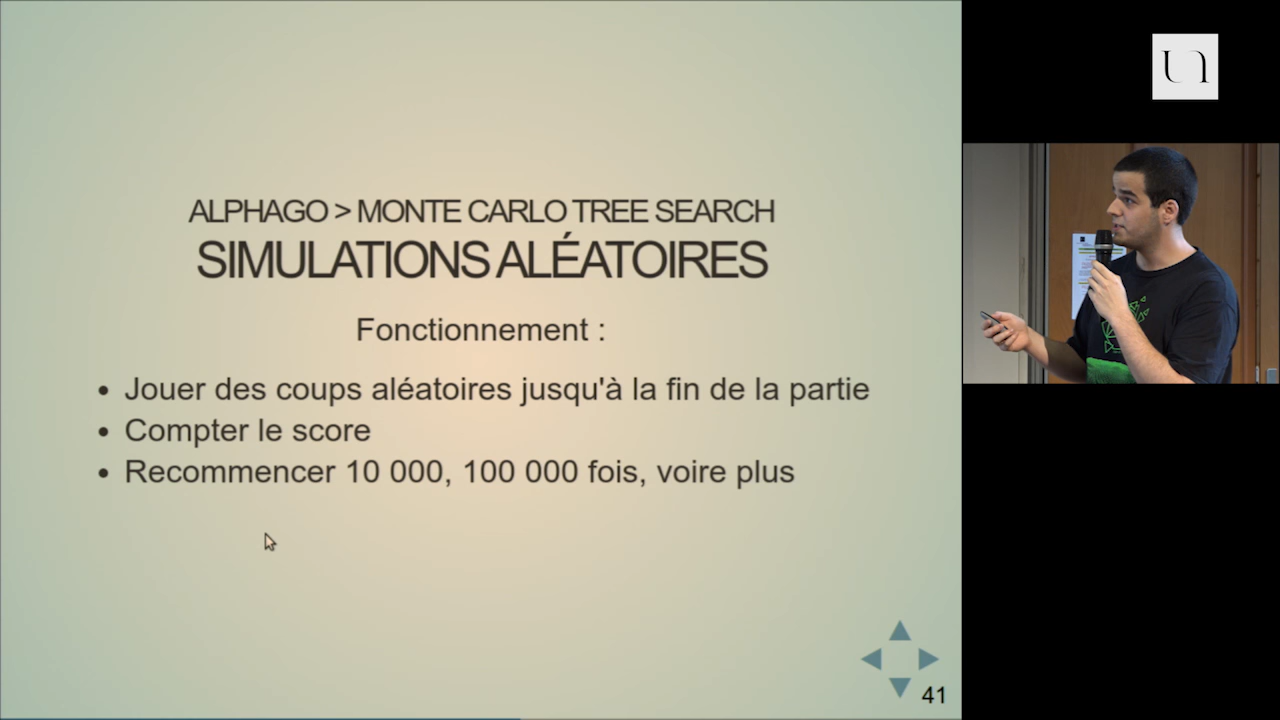 ALPHAGO > MONTE CARLO TREE SEARCH
SIMULATIONS ALÉATOIRES
Fonctionnement :
Jouer des coups aléatoires jusqu'à la fin de la partie
Compter le score
Recommencer 10 000, 100 000 fois, voire plus
41